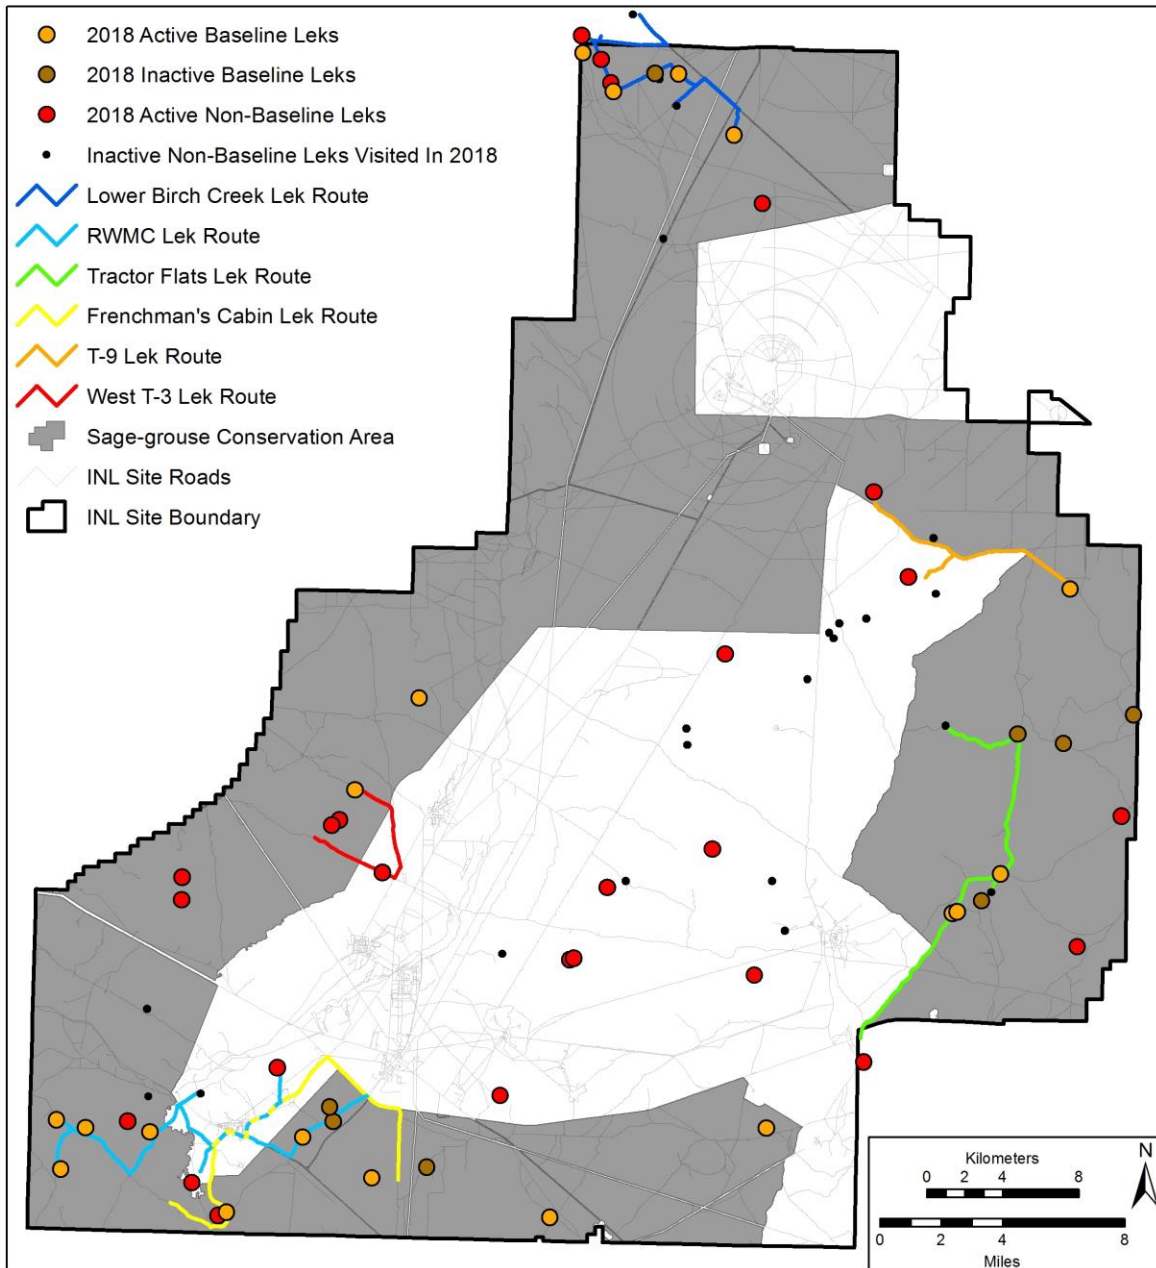 2018 Active Baseline Leks
2018 Inactive Baseline Leks
2018 Active Non-Baseline Leks
Inactive Non-Baseline Leks Visited In 2018
Lower Birch Creek Lek Route
RWMC Lek Route
Tractor Flats Lek Route
Frenchman's Cabin Lek Route
T-9 Lek Route
West T-3 Lek Route
Sage-grouse Conservation Area
INL Site Roads
INL Site Boundary
Kilometers
0 2 4 8
N
0 2 4 8
Miles